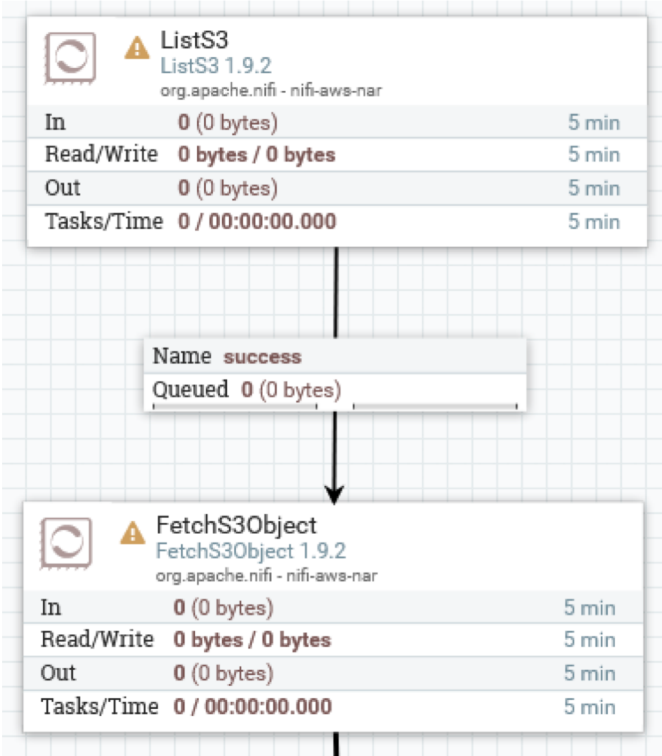 ListS3
ListS3 1.9.2
org.apache.nifi - nifi-aws-nar
In 0 (0 bytes) 5 min
Read/Write 0 bytes / 0 bytes 5 min
Out 0 (0 bytes) 5 min
Tasks/Time 0 / 00:00:00.000 5 min
Name success
Queued 0 (0 bytes)
FetchS3Object
FetchS3Object 1.9.2
org.apache.nifi - nifi-aws-nar
In 0 (0 bytes) 5 min
Read/Write 0 bytes / 0 bytes 5 min
Out 0 (0 bytes) 5 min
Tasks/Time 0 / 00:00:00.000 5 min